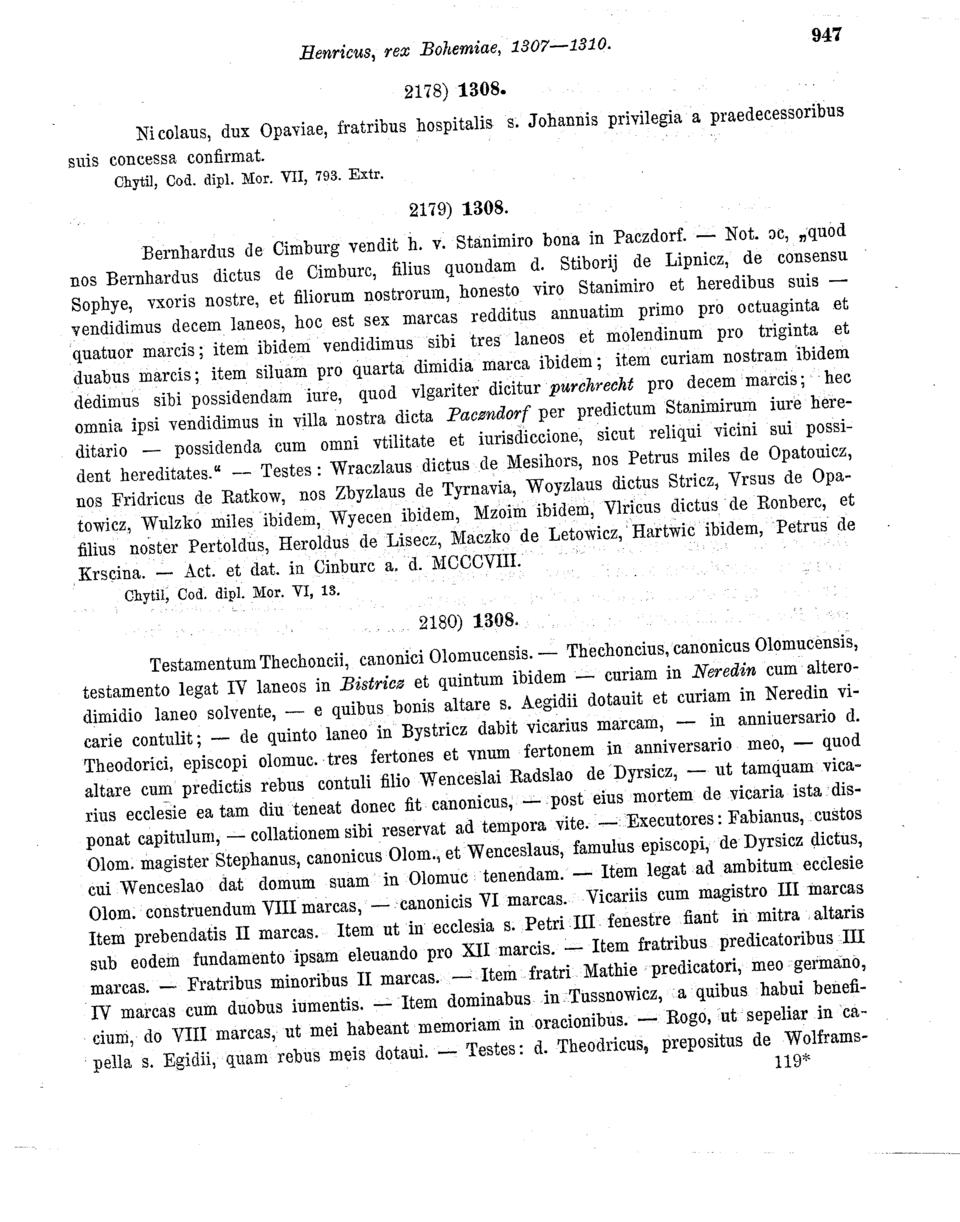 Henricus, rex Bohemiae, 1307—1310.
947
2178) 1308.
Nicolaus, dux Opaviae, fratribus hospitalis s. Johannis privilegia a praedecessoribus
suis concessa confirmat.
Chytil, Cod. dipl. Mor. VII, 793. Extr.
2179) 1308.
Bernhardus de Cimburg vendit h. v. Stanimiro bona in Paczdorf. — Not. ɔc, „quod
nos Bernhardus dictus de Cimburc, filius quondam d. Stiborij de Lipnicz, de consensu
Sophye, vxoris nostre, et filiorum nostrorum, honesto viro Stanimiro et heredibus suis —
vendidimus decem laneos, hoc est sex marcas redditus annuatim primo pro octuaginta et
quatuor marcis; item ibidem vendidimus sibi tres laneos et molendinum pro triginta et
duabus marcis; item siluam pro quarta dimidia marca ibidem; item curiam nostram ibidem
dedimus sibi possidendam iure, quod vlgariter dicitur purchrecht pro decem marcis; hec
omnia ipsi vendidimus in villa nostra dicta Paczndorf per predictum Stanimirum iure here-
ditario — possidenda cum omni vtilitate et iurisdiccione, sicut reliqui vicini sui possi-
dent hereditates.“ — Testes: Wraczlaus dictus de Mesihors, nos Petrus miles de Opatouicz,
nos Fridricus de Ratkow, nos Zbyzlaus de Tyrnavia, Woyzlaus dictus Stricz, Vrsus de Opa-
towicz, Wulzko miles ibidem, Wyecen ibidem, Mzoim ibidem, Vlricus dictus de Ronberc, et
filius noster Pertoldus, Heroldus de Lisecz, Maczko de Letowicz, Hartwic ibidem, Petrus de
Krscina. — Act. et dat. in Cinburc a. d. MCCCVIII.
Chytil, Cod. dipl. Mor. VI, 13.
2180) 1308.
Testamentum Thechoncii, canonici Olomucensis. — Thechoncius, canonicus Olomucensis,
testamento legat IV laneos in Bistricz et quintum ibidem — curiam in Neredin cum altero-
dimidio laneo solvente, — e quibus bonis altare s. Aegidii dotauit et curiam in Neredin vi-
carie contulit; — de quinto laneo in Bystricz dabit vicarius marcam, — in anniuersario d.
Theodorici, episcopi olomuc. tres fertones et vnum fertonem in anniversario meo, — quod
altare cum predictis rebus contuli filio Wenceslai Radslao de Dyrsicz, — ut tamquam vica-
rius ecclesie ea tam diu teneat donec fit canonicus, — post eius mortem de vicaria ista dis-
ponat capitulum, — collationem sibi reservat ad tempora vite. — Executores: Fabianus, custos
Olom. magister Stephanus, canonicus Olom., et Wenceslaus, famulus episcopi, de Dyrsicz dictus,
cui Wenceslao dat domum suam in Olomuc tenendam. — Item legat ad ambitum ecclesie
Olom. construendum VIII marcas, — canonicis VI marcas. Vicariis cum magistro III marcas
Item prebendatis II marcas. Item ut in ecclesia s. Petri III fenestre fiant in mitra altaris
sub eodem fundamento ipsam eleuando pro XII marcis. — Item fratribus predicatoribus III
marcas. — Fratribus minoribus II marcas. — Item fratri Mathie predicatori, meo germano,
IV marcas cum duobus iumentis. — Item dominabus in Tussnowicz, a quibus habui benefi-
cium, do VIII marcas, ut mei habeant memoriam in oracionibus. — Rogo, ut sepeliar in ca-
pella s. Egidii, quam rebus meis dotaui. — Testes: d. Theodricus, prepositus de Wolframs-
119*